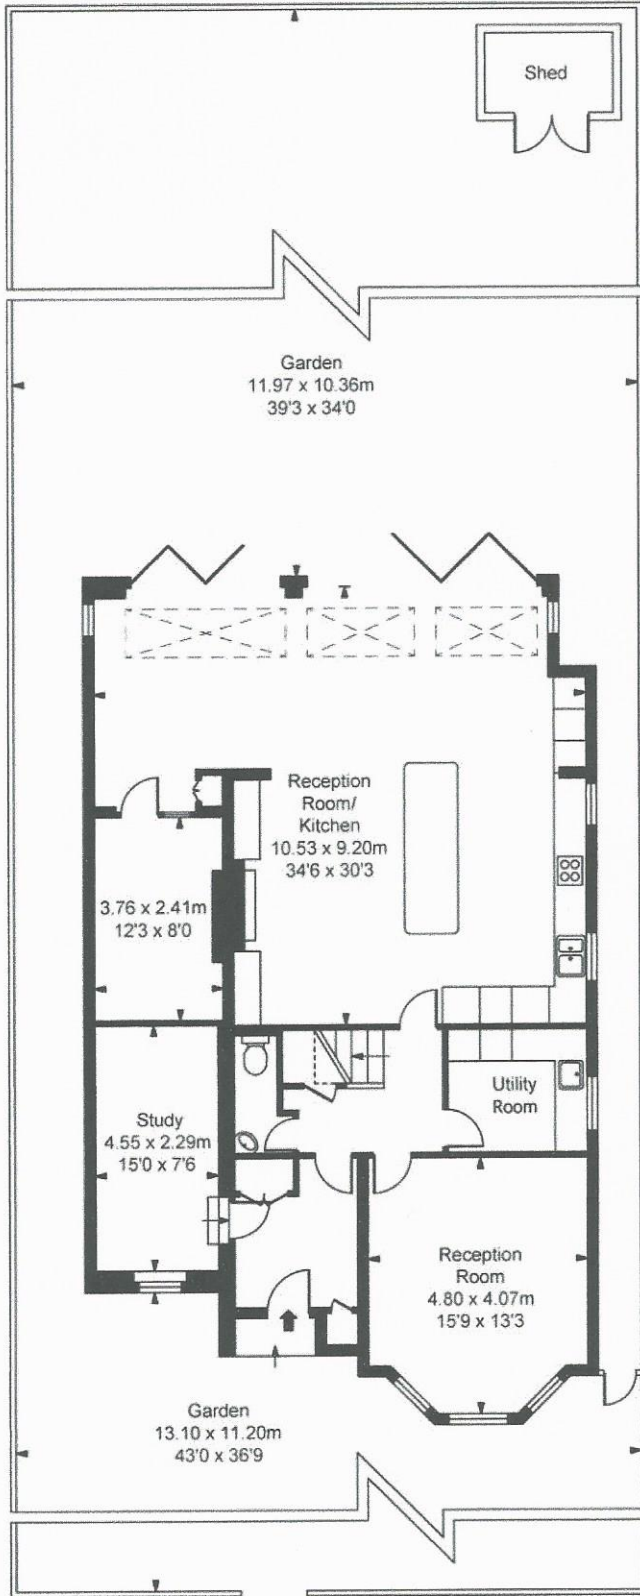 Shed
Garden
11.97 x 10.36m
39'3 x 34'0
Reception
Room/
Kitchen
10.53 x 9.20m
34'6 x 30'3
3.76 x 2.41m
12'3 x 8'0
Utility
Room
Study
4.55 x 2.29m
15'0 x 7'6
Reception
Room
4.80 x 4.07m
15'9 x 13'3
Garden
13.10 x 11.20m
43'0 x 36'9